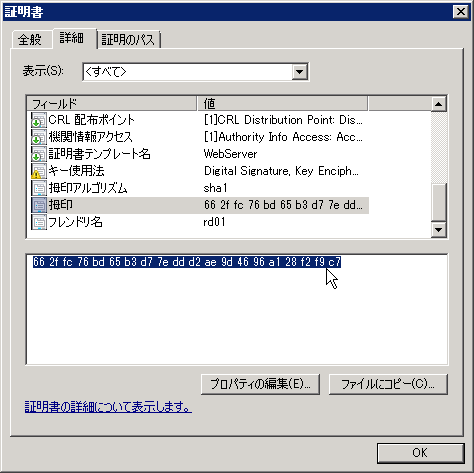 証明書
全般
詳細
証明のパス
表示(S):
<すべて>
フィールド 値
CRL 配布ポイント [1]CRL Distribution Point: Dis...
機関情報アクセス [1]Authority Info Access: Acc...
証明書テンプレート名 WebServer
キー使用法 Digital Signature, Key Enciph...
拇印アルゴリズム sha1
拇印 66 2f fc 76 bd 65 b3 d7 7e dd...
フレンドリ名 rd01
66 2f fc 76 bd 65 b3 d7 7e dd d2 ae 9d 46 96 a1 28 f2 f9 c7
プロパティの編集(E)...
ファイルにコピー(C)...
証明書の詳細について表示します。
OK